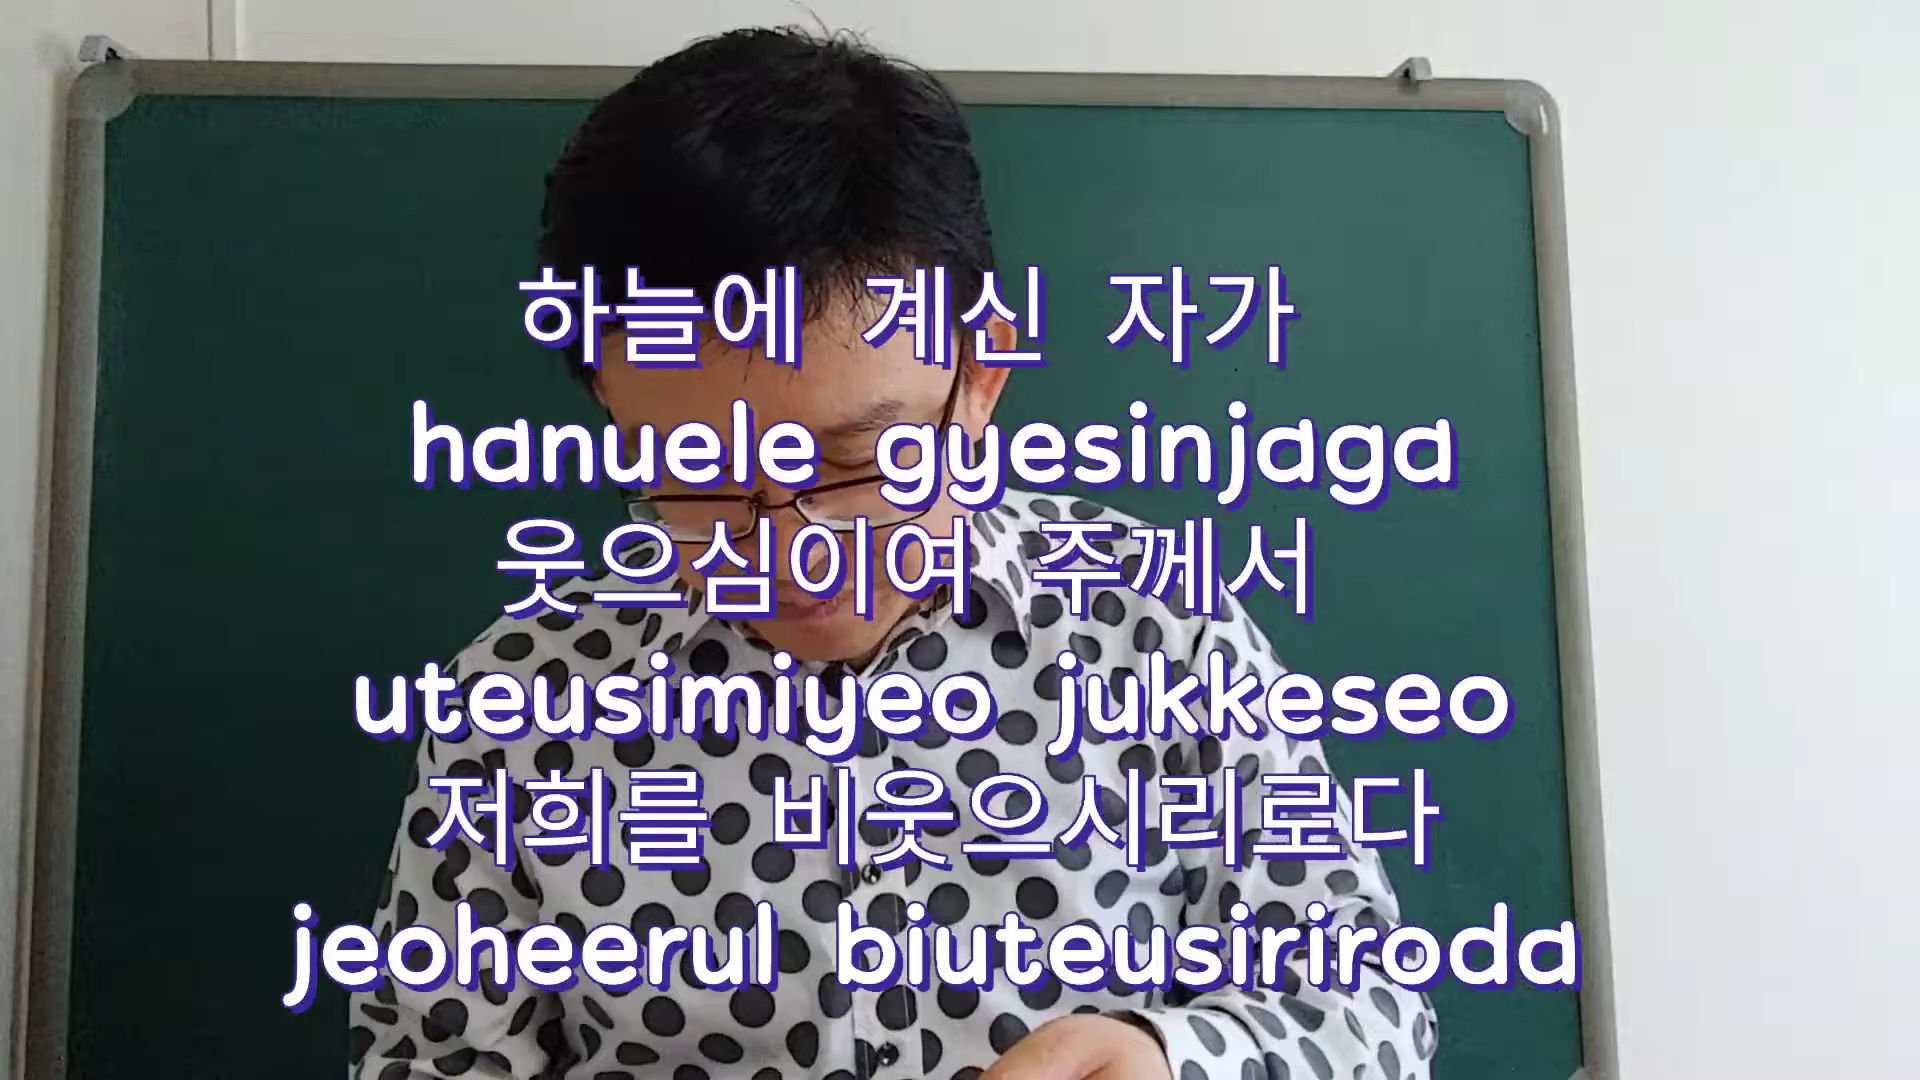 하늘에 계신 자가
hanuele gyesinjaga
웃으심이여 주께서
uteusimiyeo jukkeseo
저희를 비웃으시리로다
jeoheerul biuteusiriroda